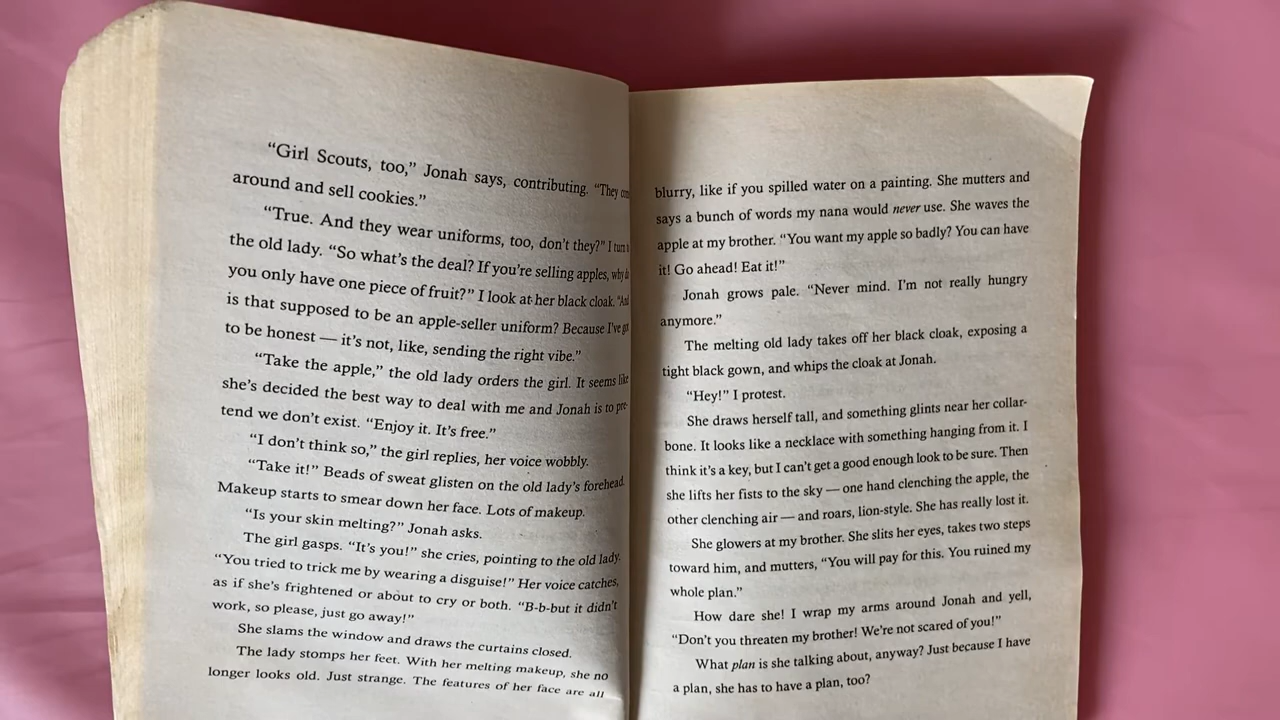 “Girl Scouts, too,” Jonah says, contributing. “They
around and sell cookies.”
“True. And they wear uniforms, too, don’t they?” I turn
the old lady. “So what’s the deal? If you’re selling apples, why
you only have one piece of fruit?” I look at her black cloak. “And
is that supposed to be an apple-seller uniform? Because I’ve
to be honest — it’s not, like, sending the right vibe.”
“Take the apple,” the old lady orders the girl. It seems like
she’s decided the best way to deal with me and Jonah is to pre-
tend we don’t exist. “Enjoy it. It’s free.”
“I don’t think so,” the girl replies, her voice wobbly.
“Take it!” Beads of sweat glisten on the old lady’s forehead.
Makeup starts to smear down her face. Lots of makeup.
“Is your skin melting?” Jonah asks.
The girl gasps. “It’s you!” she cries, pointing to the old lady.
“You tried to trick me by wearing a disguise!” Her voice catches,
as if she’s frightened or about to cry or both. “B-b-but it didn’t
work, so please, just go away!”
She slams the window and draws the curtains closed.
The lady stomps her feet. With her melting makeup, she no
longer looks old. Just strange. The features of her face are all
blurry, like if you spilled water on a painting. She mutters and
says a bunch of words my nana would never use. She waves the
apple at my brother. “You want my apple so badly? You can have
it! Go ahead! Eat it!”
Jonah grows pale. “Never mind. I’m not really hungry
anymore.”
The melting old lady takes off her black cloak, exposing a
tight black gown, and whips the cloak at Jonah.
“Hey!” I protest.
She draws herself tall, and something glints near her collar-
bone. It looks like a necklace with something hanging from it. I
think it’s a key, but I can’t get a good enough look to be sure. Then
she lifts her fists to the sky — one hand clenching the apple, the
other clenching air — and roars, lion-style. She has really lost it.
She glowers at my brother. She slits her eyes, takes two steps
toward him, and mutters, “You will pay for this. You ruined my
whole plan.”
How dare she! I wrap my arms around Jonah and yell,
“Don’t you threaten my brother! We’re not scared of you!”
What plan is she talking about, anyway? Just because I have
a plan, she has to have a plan, too?